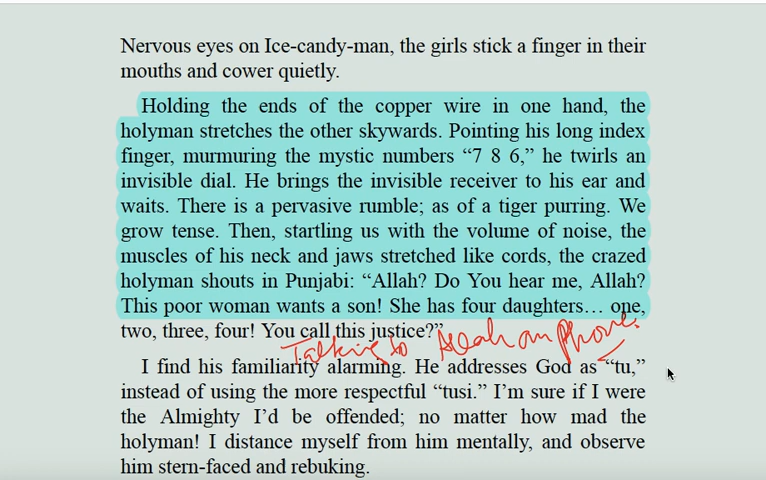 Nervous eyes on Ice-candy-man, the girls stick a finger in their
mouths and cower quietly.
Holding the ends of the copper wire in one hand, the
holyman stretches the other skywards. Pointing his long index
finger, murmuring the mystic numbers “7 8 6,” he twirls an
invisible dial. He brings the invisible receiver to his ear and
waits. There is a pervasive rumble; as of a tiger purring. We
grow tense. Then, startling us with the volume of noise, the
muscles of his neck and jaws stretched like cords, the crazed
holyman shouts in Punjabi: “Allah? Do You hear me, Allah?
This poor woman wants a son! She has four daughters… one,
two, three, four! You call this justice?”
Talking to Allah on Phone.
I find his familiarity alarming. He addresses God as “tu,”
instead of using the more respectful “tusi.” I’m sure if I were
the Almighty I’d be offended; no matter how mad the
holyman! I distance myself from him mentally, and observe
him stern-faced and rebuking.